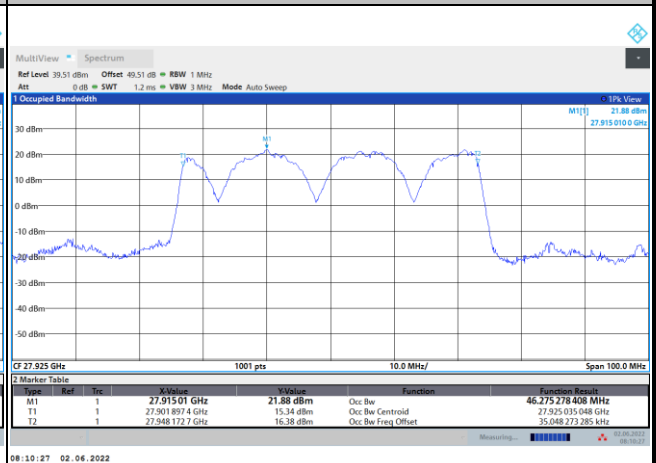 MultiView Spectrum
Ref Level 39.51 dBm Offset 49.51 dB RBW 1 MHz
Att 0 dB SWT 1.2 ms VBW 3 MHz Mode Auto Sweep
1 Occupied Bandwidth 1Pk View
M1[1] 21.88 dBm
27.915 010 0 GHz
30 dBm
M1
20 dBm
T1
T2
10 dBm
0 dBm
-10 dBm
-20 dBm
-30 dBm
-40 dBm
-50 dBm
CF 27.925 GHz 1001 pts 10.0 MHz/ Span 100.0 MHz
2 Marker Table
Type Ref Trc X-Value Y-Value Function Function Result
M1 1 27.915 01 GHz 21.88 dBm Occ Bw 46.275 278 408 MHz
T1 1 27.901 897 4 GHz 15.34 dBm Occ Bw Centroid 27.925 035 048 GHz
T2 1 27.948 172 7 GHz 16.38 dBm Occ Bw Freq Offset 35.048 273 285 kHz
Measuring... 02.06.2022
08:10:27
08:10:27 02.06.2022